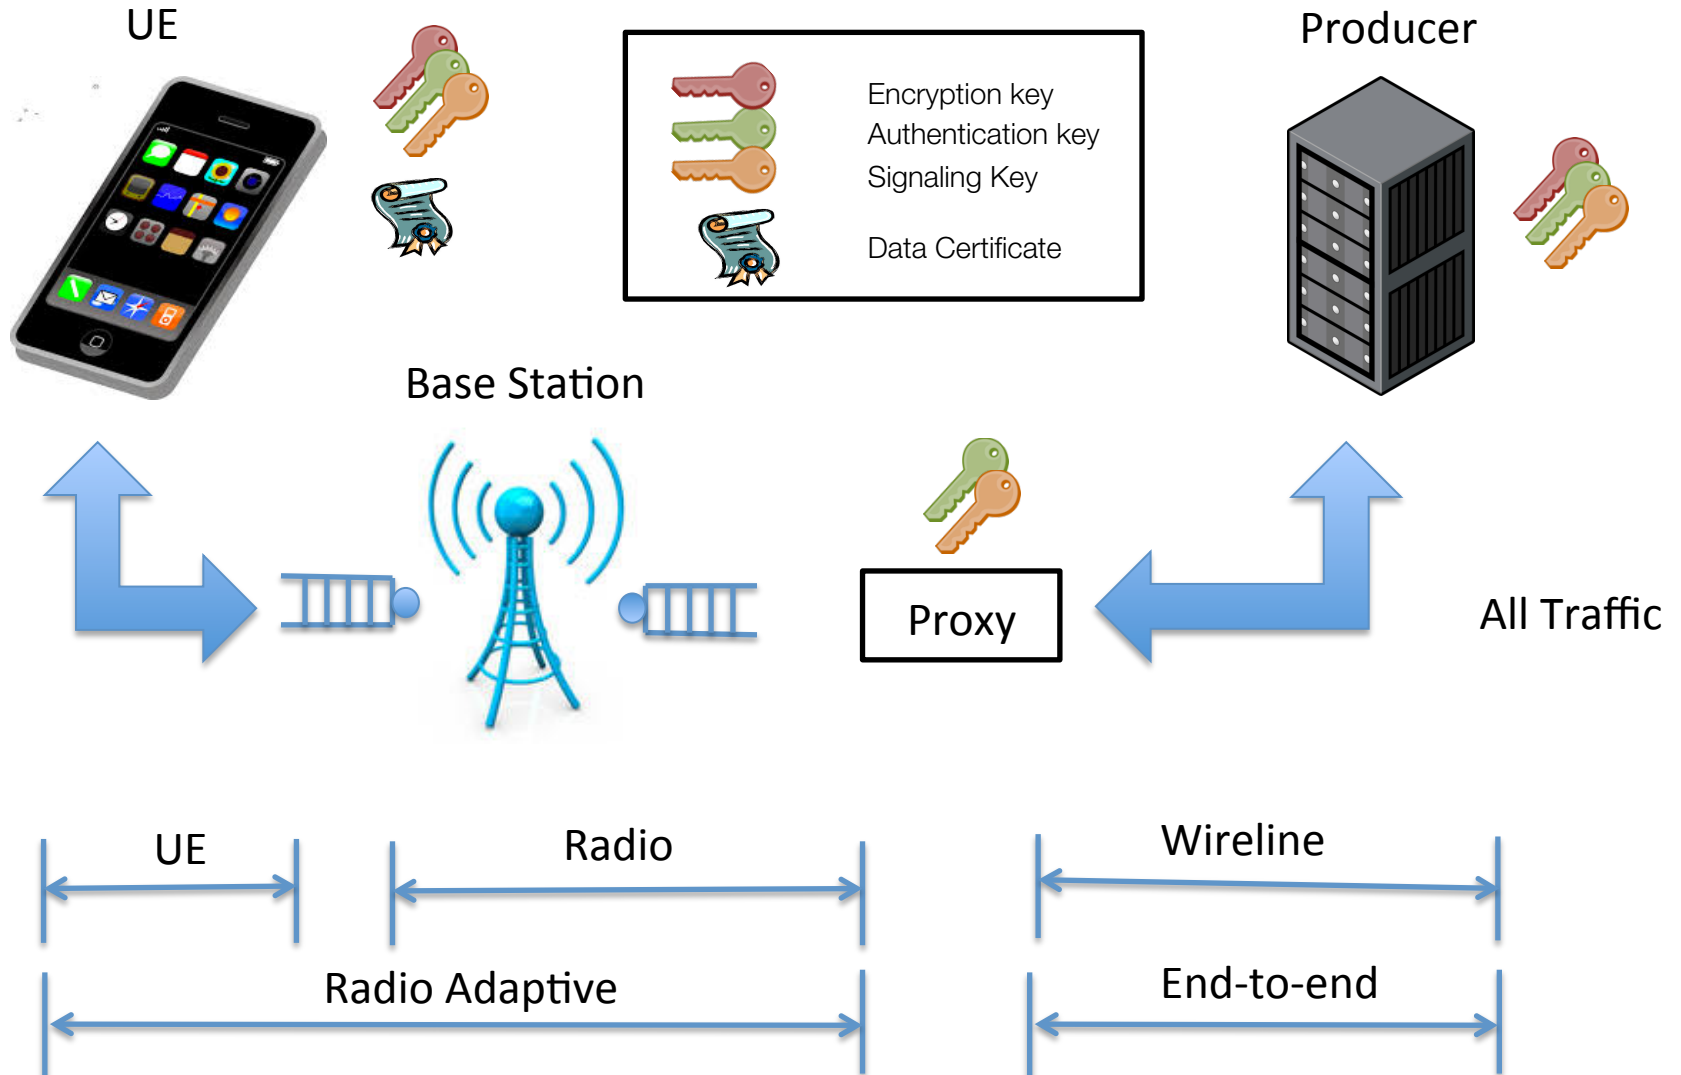 UE
Producer
Encryption key
Authentication key
Signaling Key
Data Certificate
Base Station
Proxy
All Traffic
UE
Radio
Wireline
Radio Adaptive
End-to-end